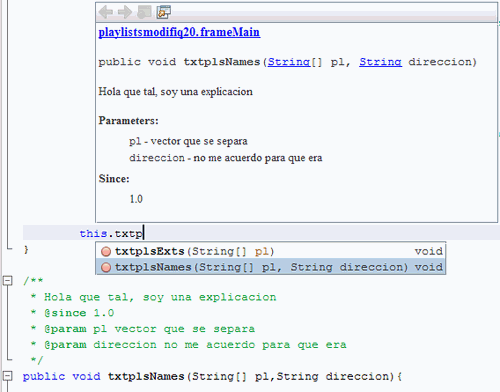 playlistsmodifiq20.frameMain
public void txtplsNames(String[] pl, String direccion)
Hola que tal, soy una explicacion
Parameters:
pl - vector que se separa
direccion - no me acuerdo para que era
Since:
1.0
this.txtp
txtplsExts(String[] pl) void
txtplsNames(String[] pl, String direccion) void
}
/**
* Hola que tal, soy una explicacion
* @since 1.0
* @param pl vector que se separa
* @param direccion no me acuerdo para que era
*/
public void txtplsNames(String[] pl,String direccion){